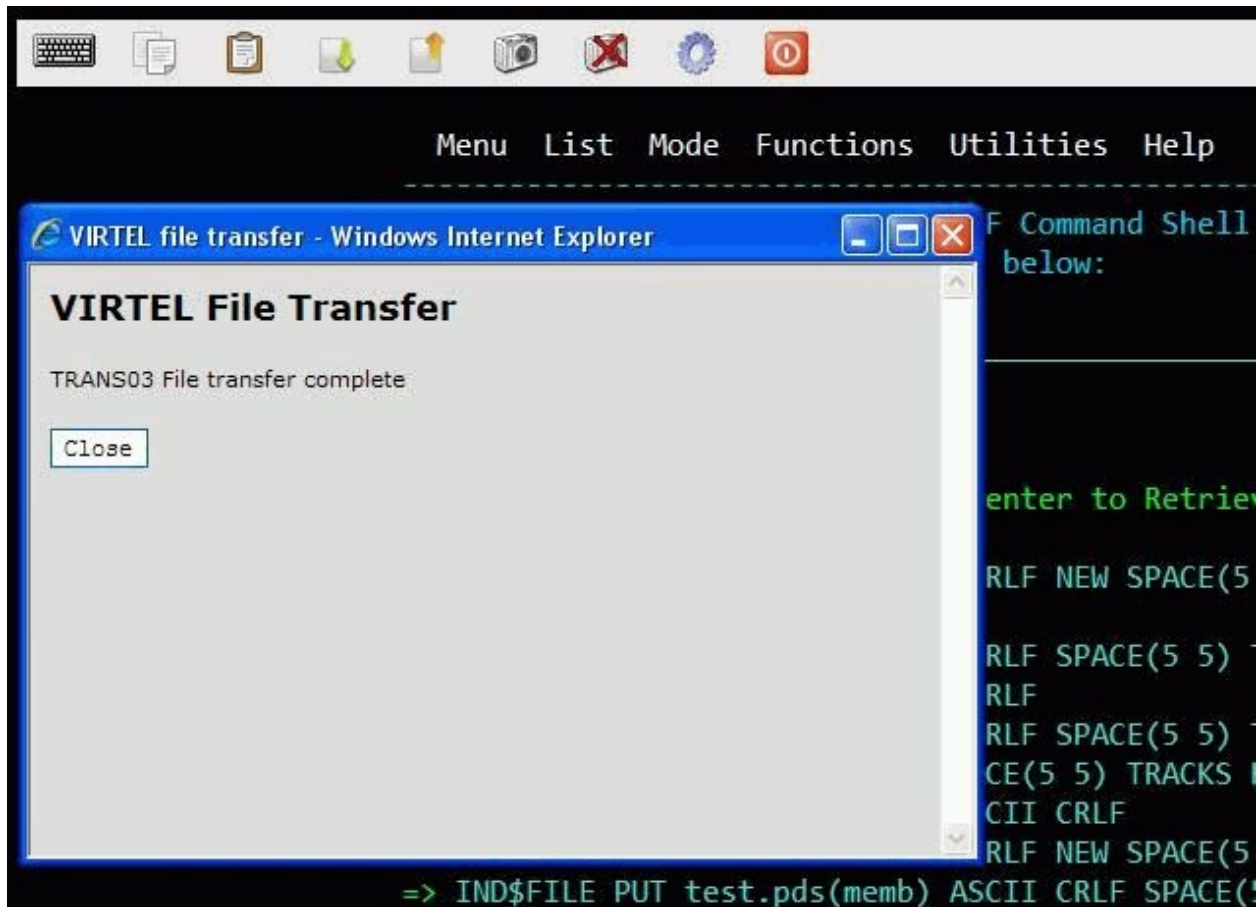 Menu List Mode Functions Utilities Help
VIRTEL file transfer - Windows Internet Explorer
F Command Shell
below:
VIRTEL File Transfer
TRANS03 File transfer complete
Close
enter to
RLF NEW SPACE(5
RLF SPACE(5 5)
RLF
RLF SPACE(5 5)
CE(5 5) TRACKS
CII CRLF
RLF NEW SPACE(5
=> IND$FILE PUT test.pds(memb) ASCII CRLF SPACE(